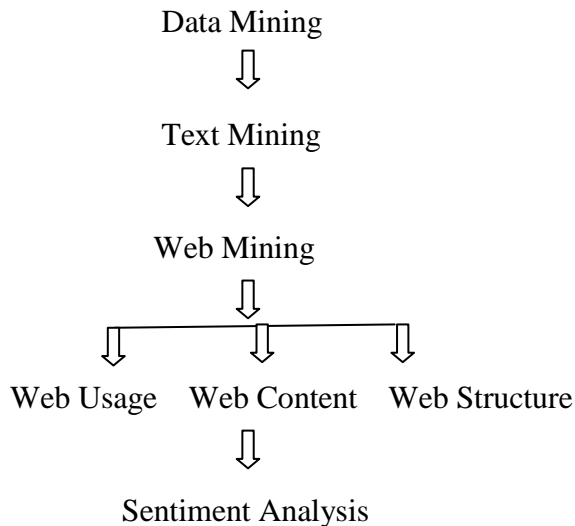 Data Mining
Text Mining
Web Mining
Web Usage Web Content Web Structure
Sentiment Analysis